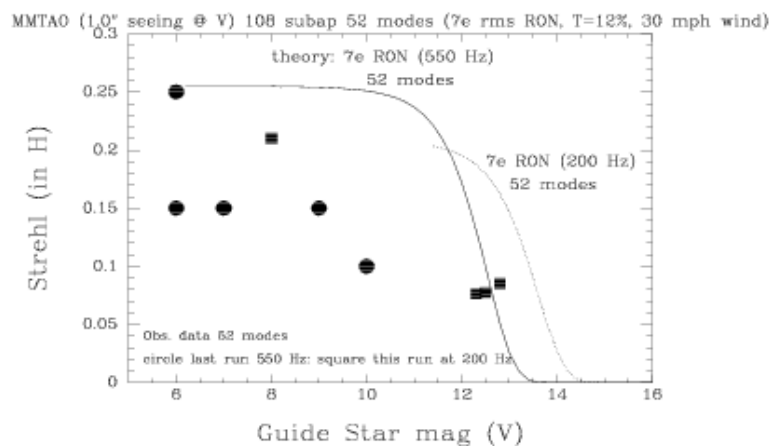 MMTAO (1.0" seeing @ V) 108 subap 52 modes (7e rms RON, T=12%, 30 mph wind)
0.3
theory: 7e RON (550 Hz)
52 modes
0.25
0.2
7e RON (200 Hz)
52 modes
0.15
0.1
0.05
0
Strehl (in H)
Obs. data 52 modes
circle last run 550 Hz: square this run at 200 Hz
6 8 10 12 14 16
Guide Star mag (V)